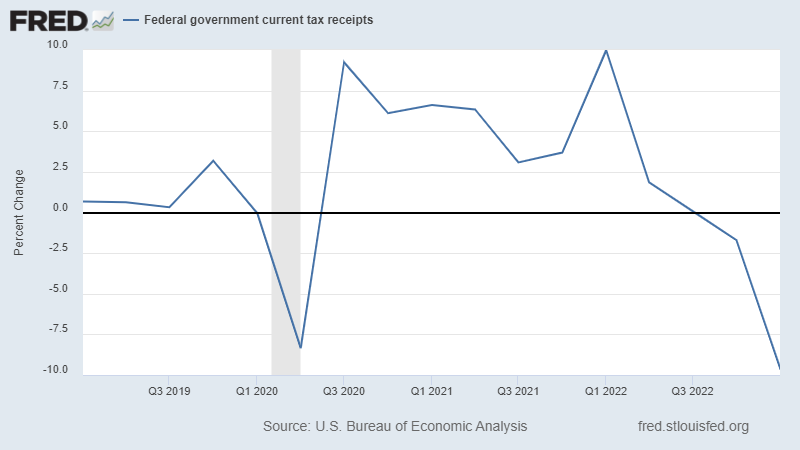 FRED
Federal government current tax receipts
10.0
7.5
5.0
2.5
0.0
-2.5
-5.0
-7.5
-10.0
Percent Change
Q3 2019 Q1 2020 Q3 2020 Q1 2021 Q3 2021 Q1 2022 Q3 2022
Source: U.S. Bureau of Economic Analysis fred.stlouisfed.org